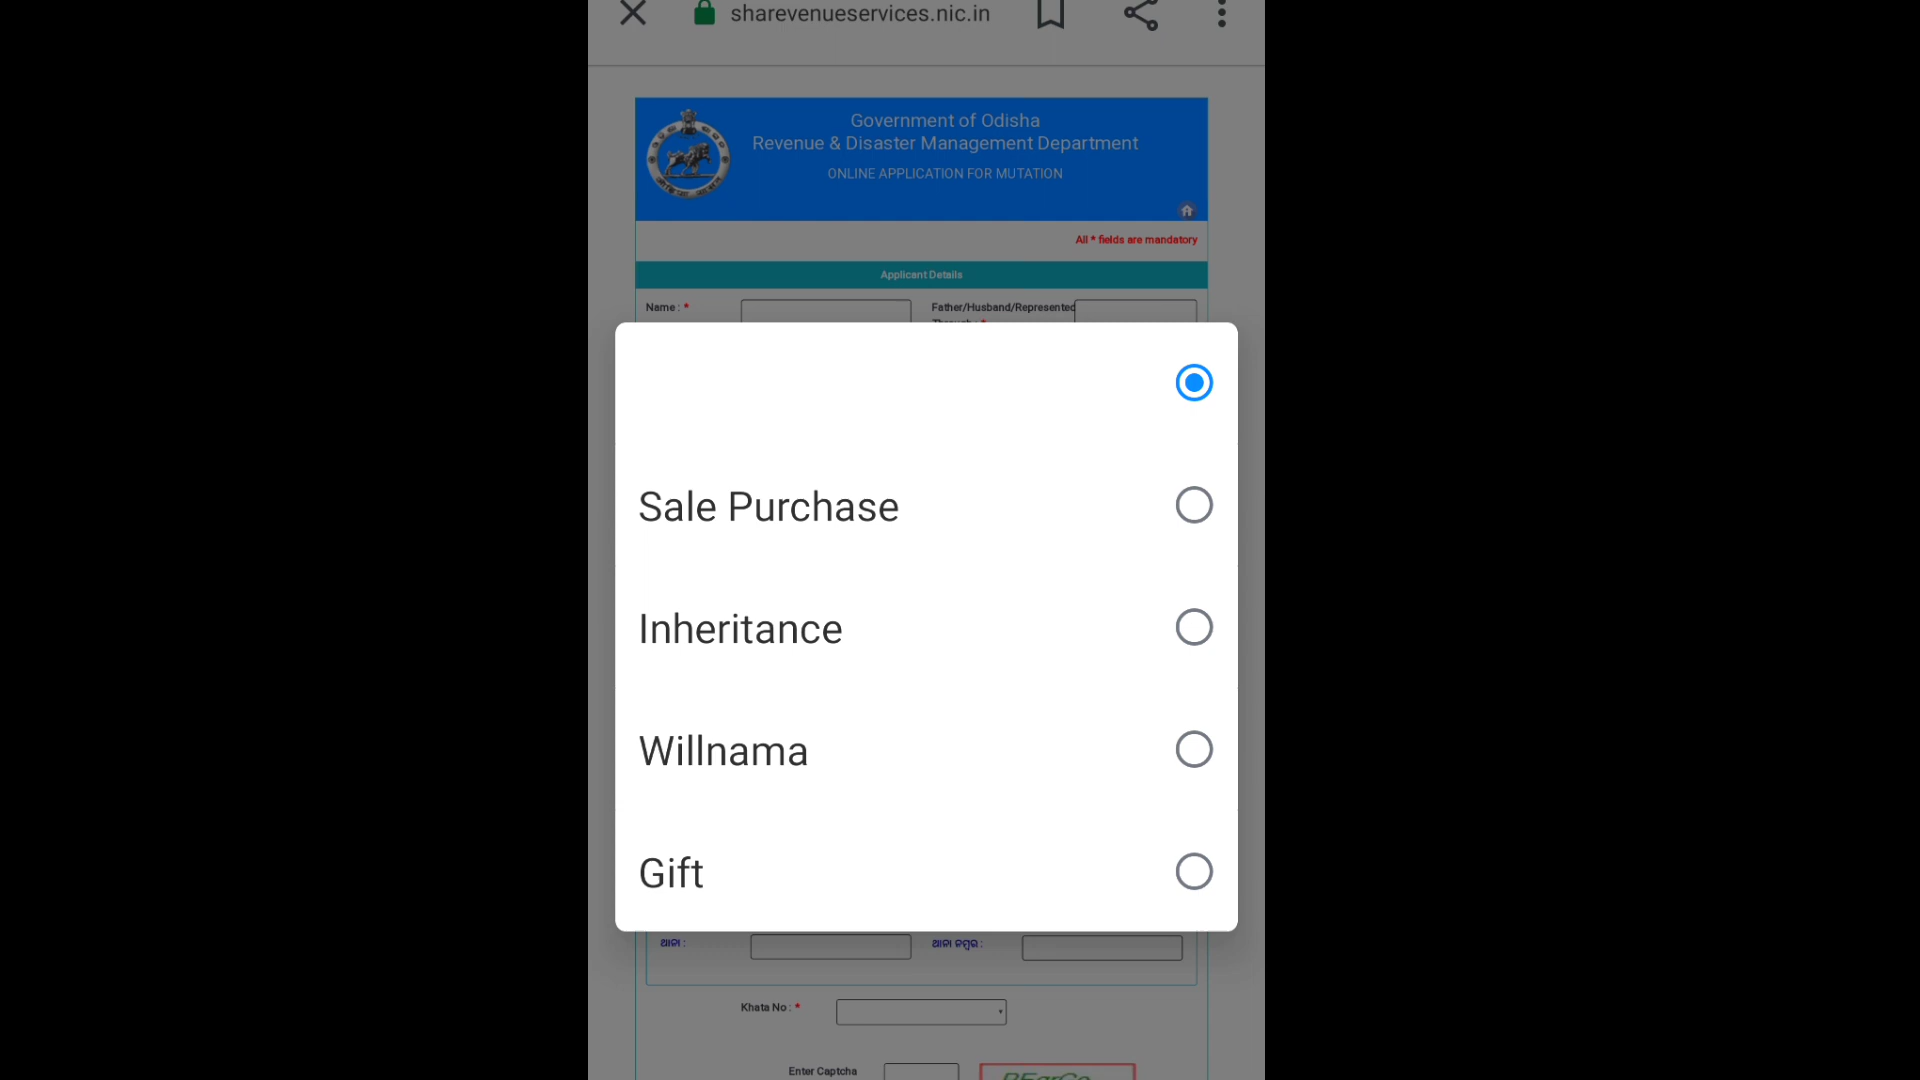 sharevenueservices.nic.in
Government of Odisha
Revenue & Disaster Management Department
ONLINE APPLICATION FOR MUTATION
All * fields are mandatory
Applicant Details
Name : *
Father/Husband/Represented
Sale Purchase
Inheritance
Willnama
Gift
ଥାନା :
ଥାନା ନମ୍ବର :
Khata No : *
Enter Captcha